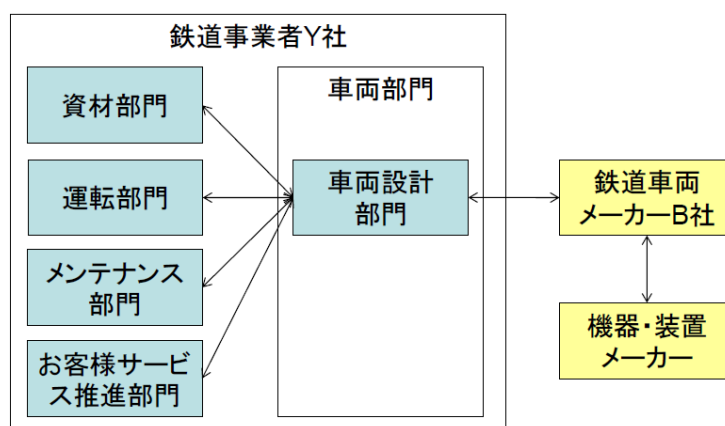 鉄道事業者Y社
資材部門
運転部門
メンテナンス
部門
お客様サービ
ス推進部門
車両部門
車両設計
部門
鉄道車両
メーカーB社
機器・装置
メーカー